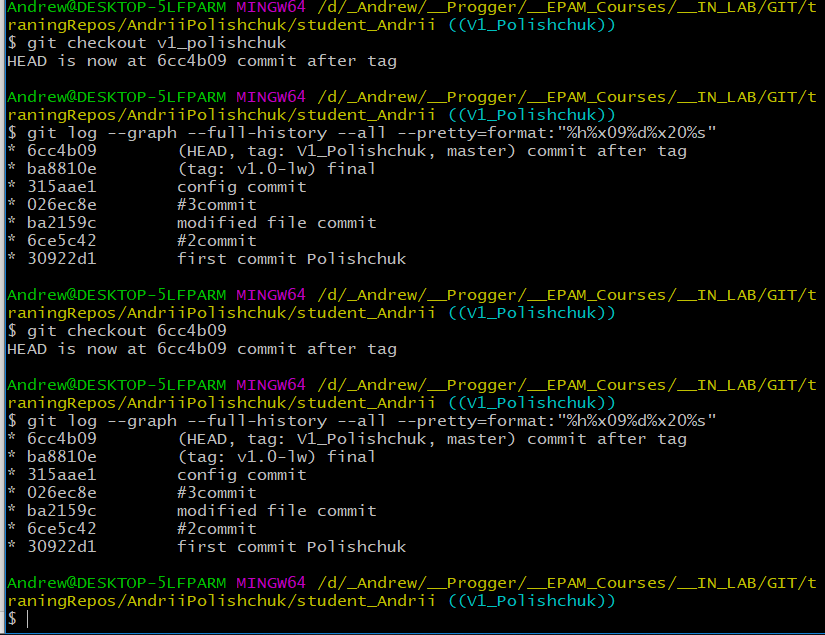 Andrew@DESKTOP-5LFPARM MINGW64 /d/_Andrew/__Progger/__EPAM_Courses/__IN_LAB/GIT/t
raningRepos/AndriiPolishchuk/student_Andrii ((V1_Polishchuk))
$ git checkout v1_polishchuk
HEAD is now at 6cc4b09 commit after tag

Andrew@DESKTOP-5LFPARM MINGW64 /d/_Andrew/__Progger/__EPAM_Courses/__IN_LAB/GIT/t
raningRepos/AndriiPolishchuk/student_Andrii ((V1_Polishchuk))
$ git log --graph --full-history --all --pretty=format:"%h%x09%d%x20%s"
* 6cc4b09        (HEAD, tag: V1_Polishchuk, master) commit after tag
* ba8810e        (tag: v1.0-lw) final
* 315aae1        config commit
* 026ec8e        #3commit
* ba2159c        modified file commit
* 6ce5c42        #2commit
* 30922d1        first commit Polishchuk

Andrew@DESKTOP-5LFPARM MINGW64 /d/_Andrew/__Progger/__EPAM_Courses/__IN_LAB/GIT/t
raningRepos/AndriiPolishchuk/student_Andrii ((V1_Polishchuk))
$ git checkout 6cc4b09
HEAD is now at 6cc4b09 commit after tag

Andrew@DESKTOP-5LFPARM MINGW64 /d/_Andrew/__Progger/__EPAM_Courses/__IN_LAB/GIT/t
raningRepos/AndriiPolishchuk/student_Andrii ((V1_Polishchuk))
$ git log --graph --full-history --all --pretty=format:"%h%x09%d%x20%s"
* 6cc4b09        (HEAD, tag: V1_Polishchuk, master) commit after tag
* ba8810e        (tag: v1.0-lw) final
* 315aae1        config commit
* 026ec8e        #3commit
* ba2159c        modified file commit
* 6ce5c42        #2commit
* 30922d1        first commit Polishchuk

Andrew@DESKTOP-5LFPARM MINGW64 /d/_Andrew/__Progger/__EPAM_Courses/__IN_LAB/GIT/t
raningRepos/AndriiPolishchuk/student_Andrii ((V1_Polishchuk))
$